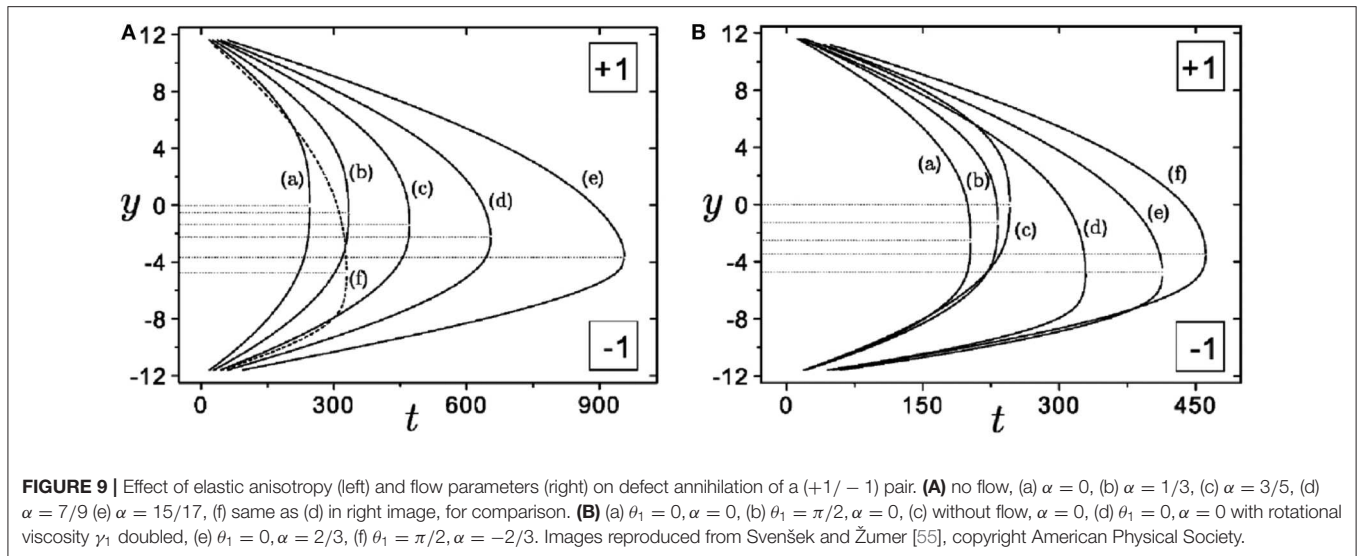 A
12
8
4
0
-4
-8
-12
y
+1
-1
(a)
(b)
(c)
(d)
(e)
(f)
0
300
600
900
t
B
12
8
4
0
-4
-8
-12
y
+1
-1
(a)
(b)
(c)
(d)
(e)
(f)
0
150
300
450
t
FIGURE 9 | Effect of elastic anisotropy (left) and flow parameters (right) on defect annihilation of a (+1/ − 1) pair. (A) no flow, (a) α = 0, (b) α = 1/3, (c) α = 3/5, (d)
α = 7/9 (e) α = 15/17, (f) same as (d) in right image, for comparison. (B) (a) θ₁ = 0, α = 0, (b) θ₁ = π/2, α = 0, (c) without flow, α = 0, (d) θ₁ = 0, α = 0 with rotational
viscosity γ₁ doubled, (e) θ₁ = 0, α = 2/3, (f) θ₁ = π/2, α = −2/3. Images reproduced from Svenšek and Žumer [55], copyright American Physical Society.